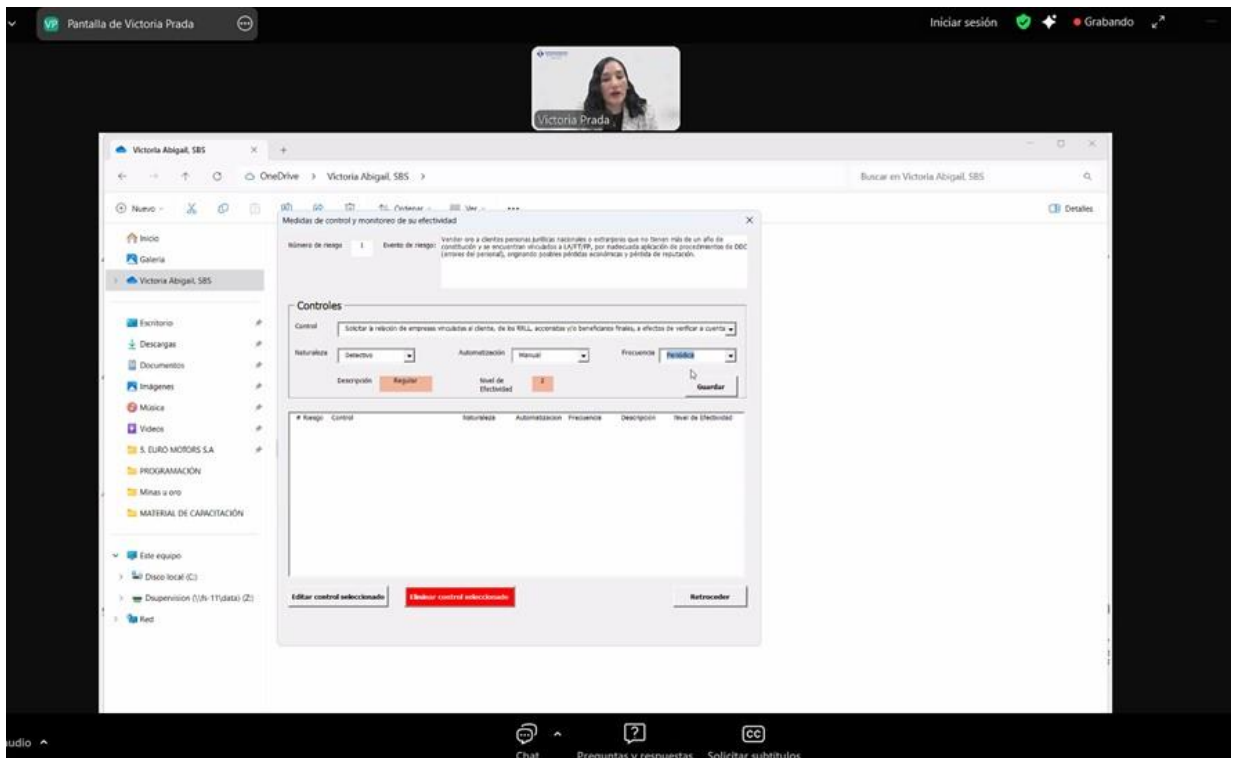 VP Pantalla de Victoria Prada
Iniciar sesión
Grabando
Victoria Prada
Victoria Abigail, SBS
OneDrive > Victoria Abigail, SBS >
Buscar en Victoria Abigail, SBS
Nuevo
Ordenar
Ver
Detalles
Inicio
Galería
Victoria Abigail, SBS
Escritorio
Descargas
Documentos
Imágenes
Música
Videos
5. EURO MOTORS S.A
PROGRAMACIÓN
Minas u oro
MATERIAL DE CAPACITACIÓN
Este equipo
Disco local (C:)
Dsupervision (\\JN-11\data) (Z:)
Red
Medidas de control y monitoreo de su efectividad
Número de riesgo 1
Evento de riesgo:
Vender oro a clientes personas jurídicas nacionales o extranjeras que no tienen más de un año de
constitución y se encuentran vinculados a LA/FT/FP, por inadecuada aplicación de procedimientos de DDC
(errores del personal), originando posibles pérdidas económicas y pérdida de reputación.
Controles
Control
Solicitar la relación de empresas vinculadas al cliente, de los RRLL, accionistas y/o beneficiarios finales, a efectos de verificar a cuenta
Naturaleza Detectivo
Automatización Manual
Frecuencia Periódica
Descripción Regular
Nivel de
Efectividad
2
Guardar
# Riesgo Control Naturaleza Automatizacion Frecuencia Descripción Nivel de Efectividad
Editar control seleccionado
Eliminar control seleccionado
Retroceder
udio
Chat
Preguntas y respuestas
Solicitar subtítulos